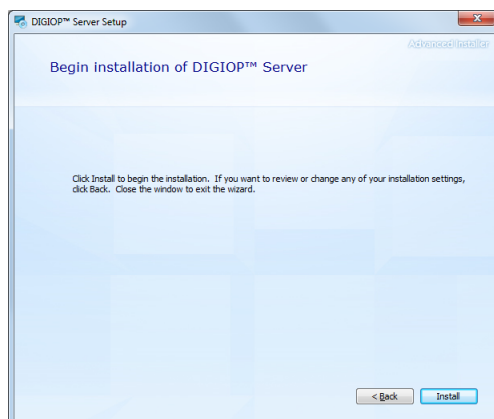 DIGIOP™ Server Setup
Advanced Installer
Begin installation of DIGIOP™ Server
Click Install to begin the installation. If you want to review or change any of your installation settings,
click Back. Close the window to exit the wizard.
< Back
Install